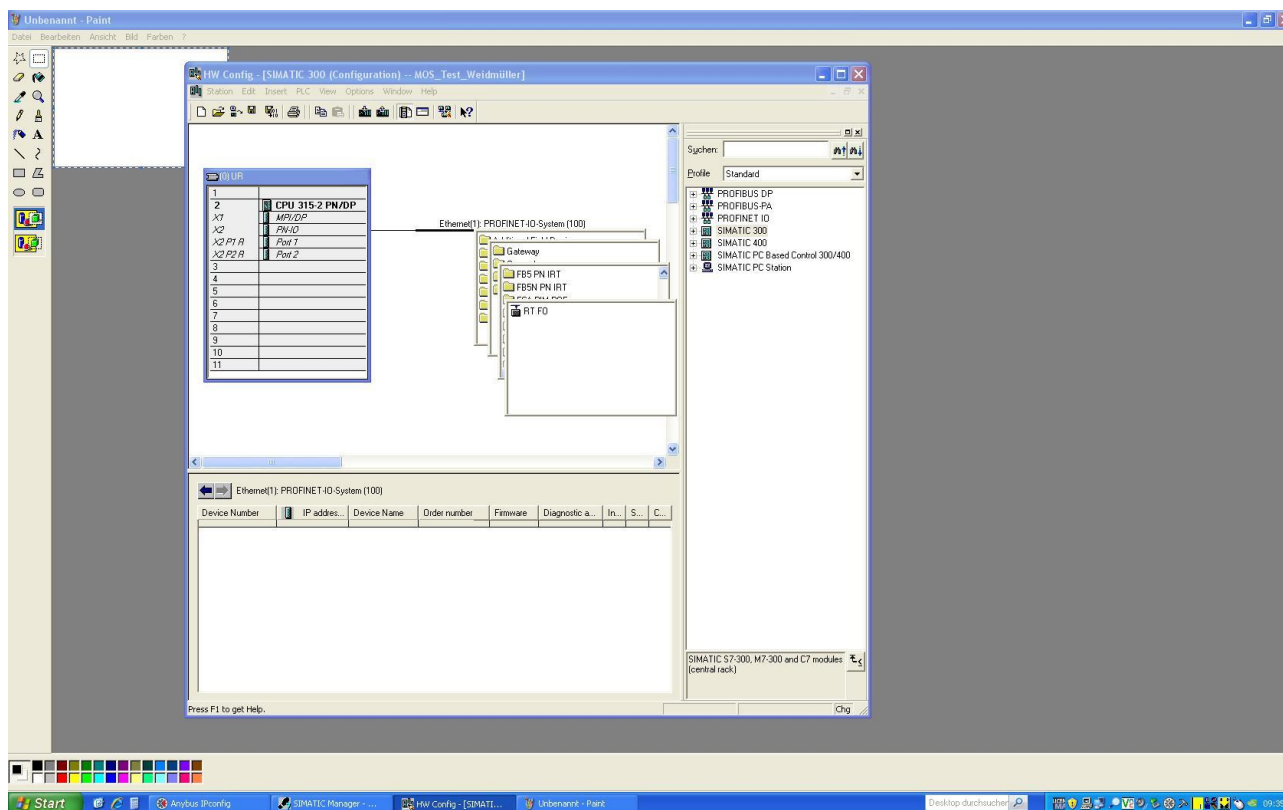 Unbenannt - Paint
Datei Bearbeiten Ansicht Bild Farben ?
HW Config - [SIMATIC 300 (Configuration) -- MOS_Test_Weidmüller]
Station Edit Insert PLC View Options Window Help
(0) UR
1
2 CPU 315-2 PN/DP
X1 MPI/DP
X2 PN-IO
X2 P1 R Port 1
X2 P2 R Port 2
3
4
5
6
7
8
9
10
11
Ethernet(1): PROFINET-IO-System (100)
Gateway
FB5 PN IRT
FB5N PN IRT
RT FO
Suchen:
Profile Standard
PROFIBUS DP
PROFIBUS-PA
PROFINET IO
SIMATIC 300
SIMATIC 400
SIMATIC PC Based Control 300/400
SIMATIC PC Station
Ethernet(1): PROFINET-IO-System (100)
Device Number IP addres... Device Name Order number Firmware Diagnostic a... In... S... C...
SIMATIC S7-300, M7-300 and C7 modules
(central rack)
Press F1 to get Help.
Chg
Start
Anybus IPconfig
SIMATIC Manager - ...
HW Config - [SIMATI...
Unbenannt - Paint
Desktop durchsuchen